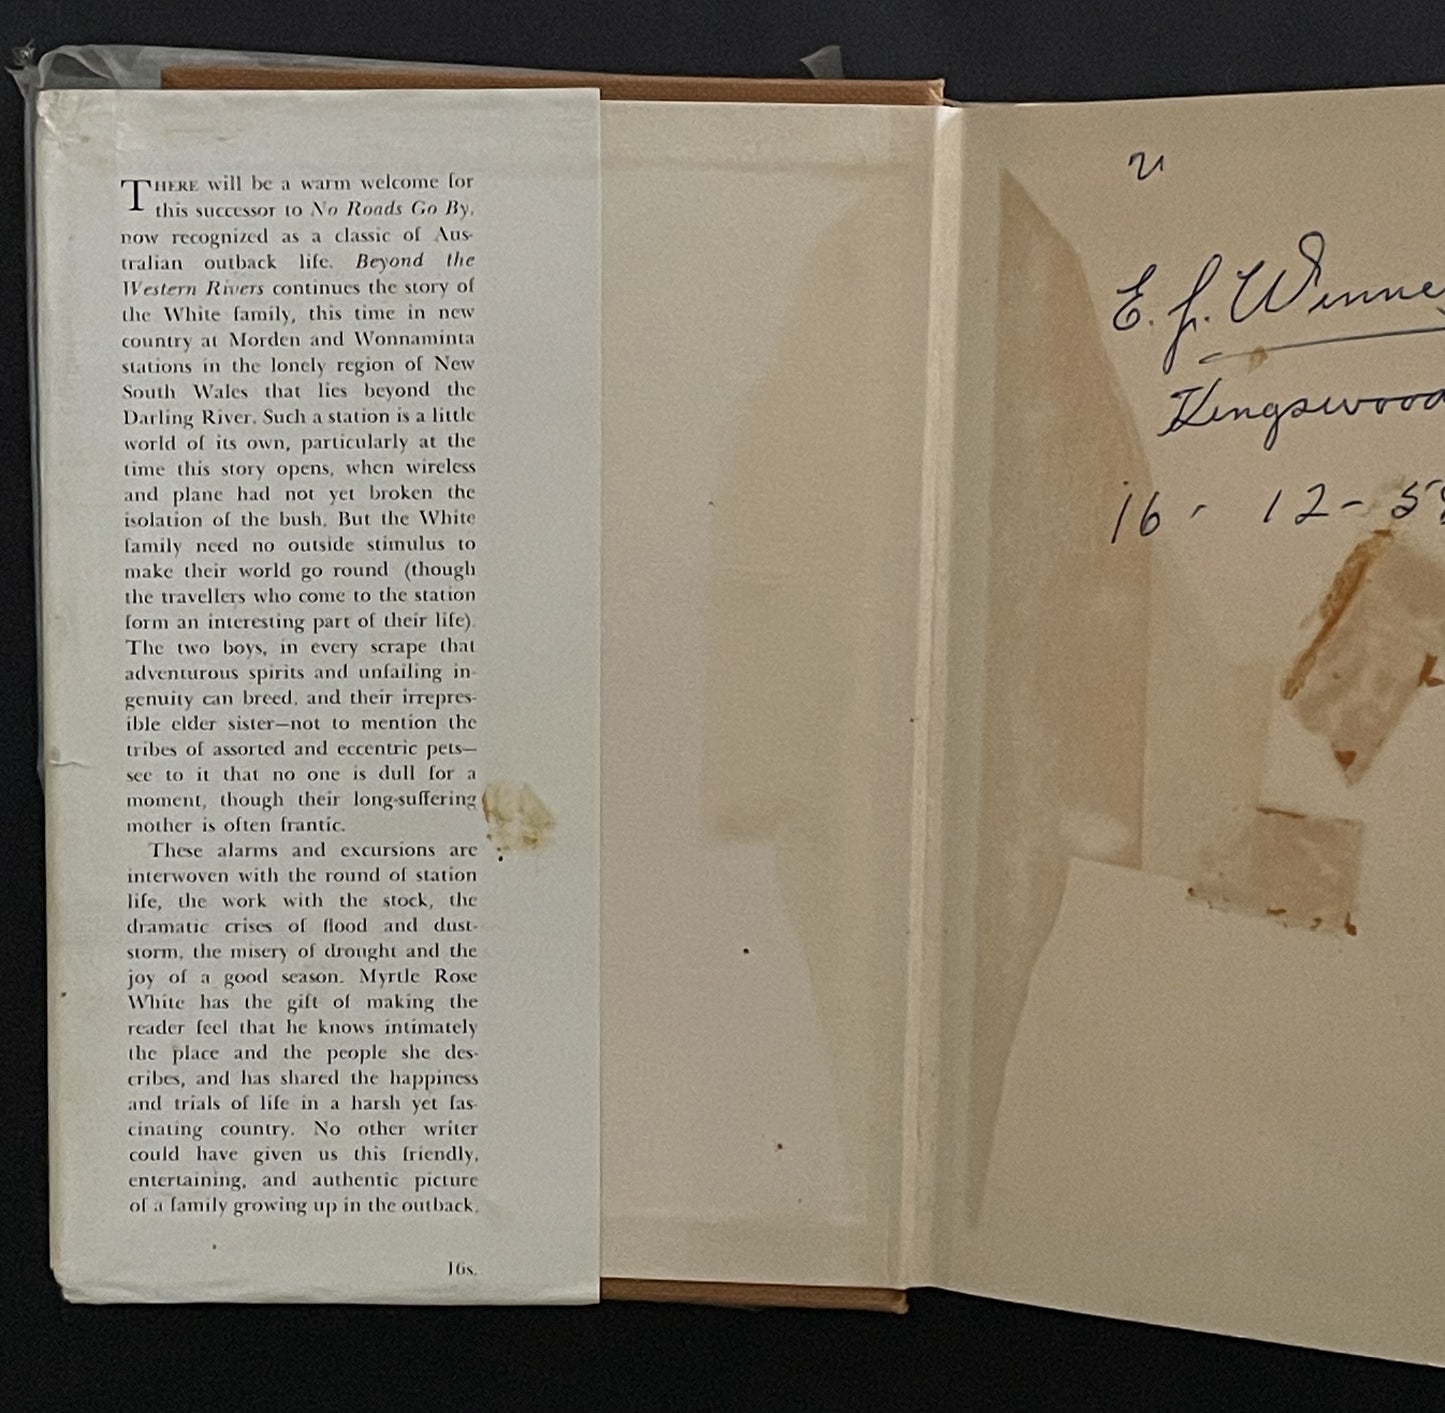 THERE will be a warm welcome for
this successor to No Roads Go By,
now recognized as a classic of Aus-
tralian outback life. Beyond the
Western Rivers continues the story of
the White family, this time in new
country at Morden and Wonnaminta
stations in the lonely region of New
South Wales that lies beyond the
Darling River. Such a station is a little
world of its own, particularly at the
time this story opens, when wireless
and plane had not yet broken the
isolation of the bush. But the White
family need no outside stimulus to
make their world go round (though
the travellers who come to the station
form an interesting part of their life).
The two boys, in every scrape that
adventurous spirits and unfailing in-
genuity can breed, and their irrepres-
ible elder sister—not to mention the
tribes of assorted and eccentric pets—
see to it that no one is dull for a
moment, though their long-suffering
mother is often frantic.
These alarms and excursions are
interwoven with the round of station
life, the work with the stock, the
dramatic crises of flood and dust-
storm, the misery of drought and the
joy of a good season. Myrtle Rose
White has the gift of making the
reader feel that he knows intimately
the place and the people she des-
cribes, and has shared the happiness
and trials of life in a harsh yet fas-
cinating country. No other writer
could have given us this friendly,
entertaining, and authentic picture
of a family growing up in the outback.
16s.
E. J. Winne
Kingswood
16 - 12 - 5